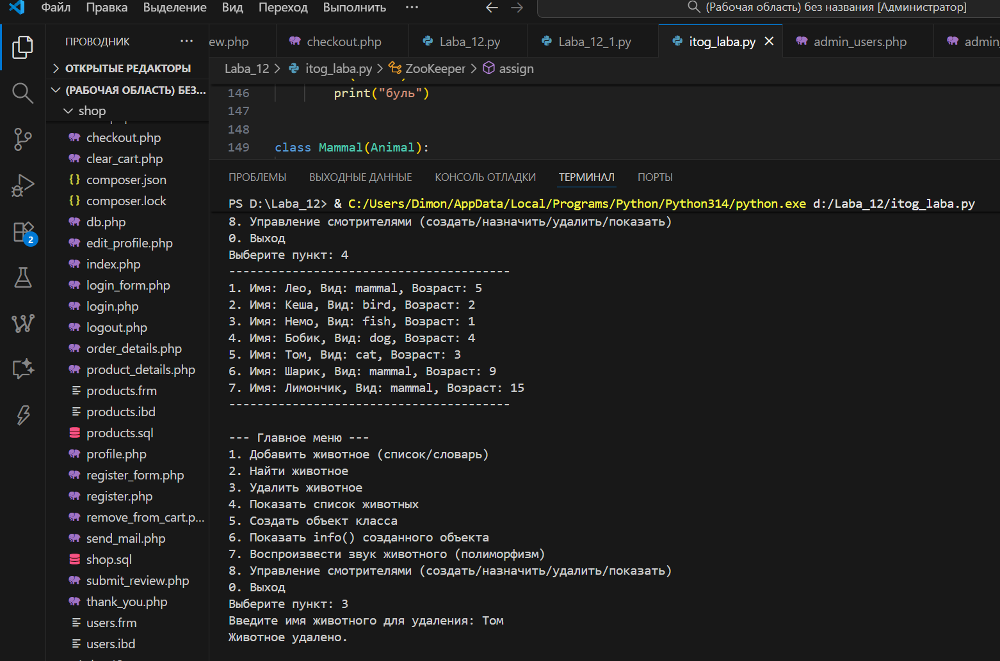 Файл Правка Выделение Вид Переход Выполнить ··· (Рабочая область) без названия [Администратор]
ПРОВОДНИК ···
ew.php checkout.php Laba_12.py Laba_12_1.py itog_laba.py admin_users.php admin
ОТКРЫТЫЕ РЕДАКТОРЫ
Laba_12 > itog_laba.py > ZooKeeper > assign
(РАБОЧАЯ ОБЛАСТЬ) БЕЗ...
shop
checkout.php
clear_cart.php
composer.json
composer.lock
db.php
edit_profile.php
index.php
login_form.php
login.php
logout.php
order_details.php
product_details.php
products.frm
products.ibd
products.sql
profile.php
register_form.php
register.php
remove_from_cart.p...
send_mail.php
shop.sql
submit_review.php
thank_you.php
users.frm
users.ibd
2
146 print("буль")
147
148
149 class Mammal(Animal):
ПРОБЛЕМЫ ВЫХОДНЫЕ ДАННЫЕ КОНСОЛЬ ОТЛАДКИ ТЕРМИНАЛ ПОРТЫ
PS D:\Laba_12> & C:/Users/Dimon/AppData/Local/Programs/Python/Python314/python.exe d:/Laba_12/itog_laba.py
8. Управление смотрителями (создать/назначить/удалить/показать)
0. Выход
Выберите пункт: 4
----------------------------------------
1. Имя: Лео, Вид: mammal, Возраст: 5
2. Имя: Кеша, Вид: bird, Возраст: 2
3. Имя: Немо, Вид: fish, Возраст: 1
4. Имя: Бобик, Вид: dog, Возраст: 4
5. Имя: Том, Вид: cat, Возраст: 3
6. Имя: Шарик, Вид: mammal, Возраст: 9
7. Имя: Лимончик, Вид: mammal, Возраст: 15
----------------------------------------
--- Главное меню ---
1. Добавить животное (список/словарь)
2. Найти животное
3. Удалить животное
4. Показать список животных
5. Создать объект класса
6. Показать info() созданного объекта
7. Воспроизвести звук животного (полиморфизм)
8. Управление смотрителями (создать/назначить/удалить/показать)
0. Выход
Выберите пункт: 3
Введите имя животного для удаления: Том
Животное удалено.